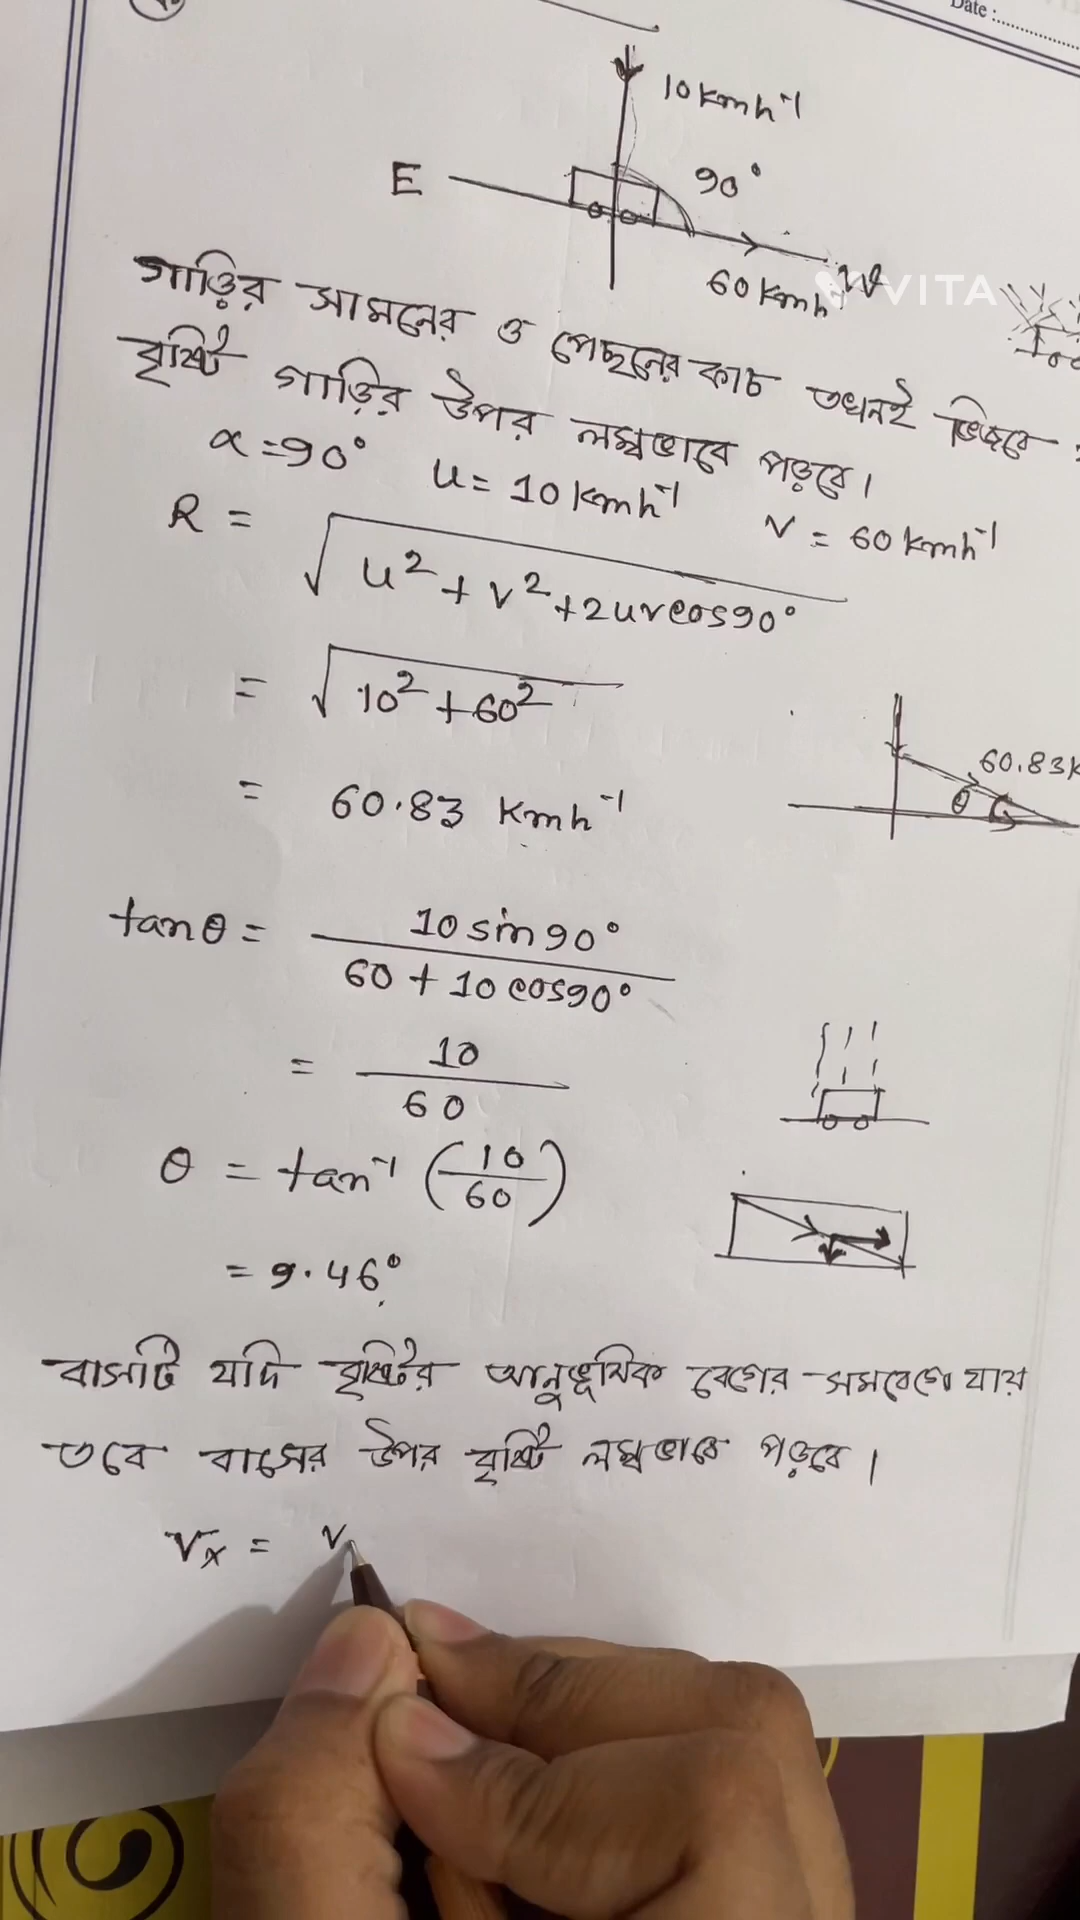 Date :
10 kmh⁻¹
E
90°
W
60 kmh⁻¹
VITA
গাড়ির সামনের ও পেছনের কাচ তখনই ভিজবে
বৃষ্টি গাড়ির উপর লম্বভাবে পড়বে।
α = 90° u = 10 kmh⁻¹ v = 60 kmh⁻¹
R = √(u² + v² + 2uvcos90°)
= √(10² + 60²)
= 60.83 kmh⁻¹
60.83k
θ
tanθ = 10 sin90° / (60 + 10 cos90°)
= 10 / 60
θ = tan⁻¹ (10/60)
= 9.46°
বাসটি যদি বৃষ্টির আনুভূমিক বেগের সমবেগে যায়
তবে বাসের উপর বৃষ্টি লম্বভাবে পড়বে।
Vx = v